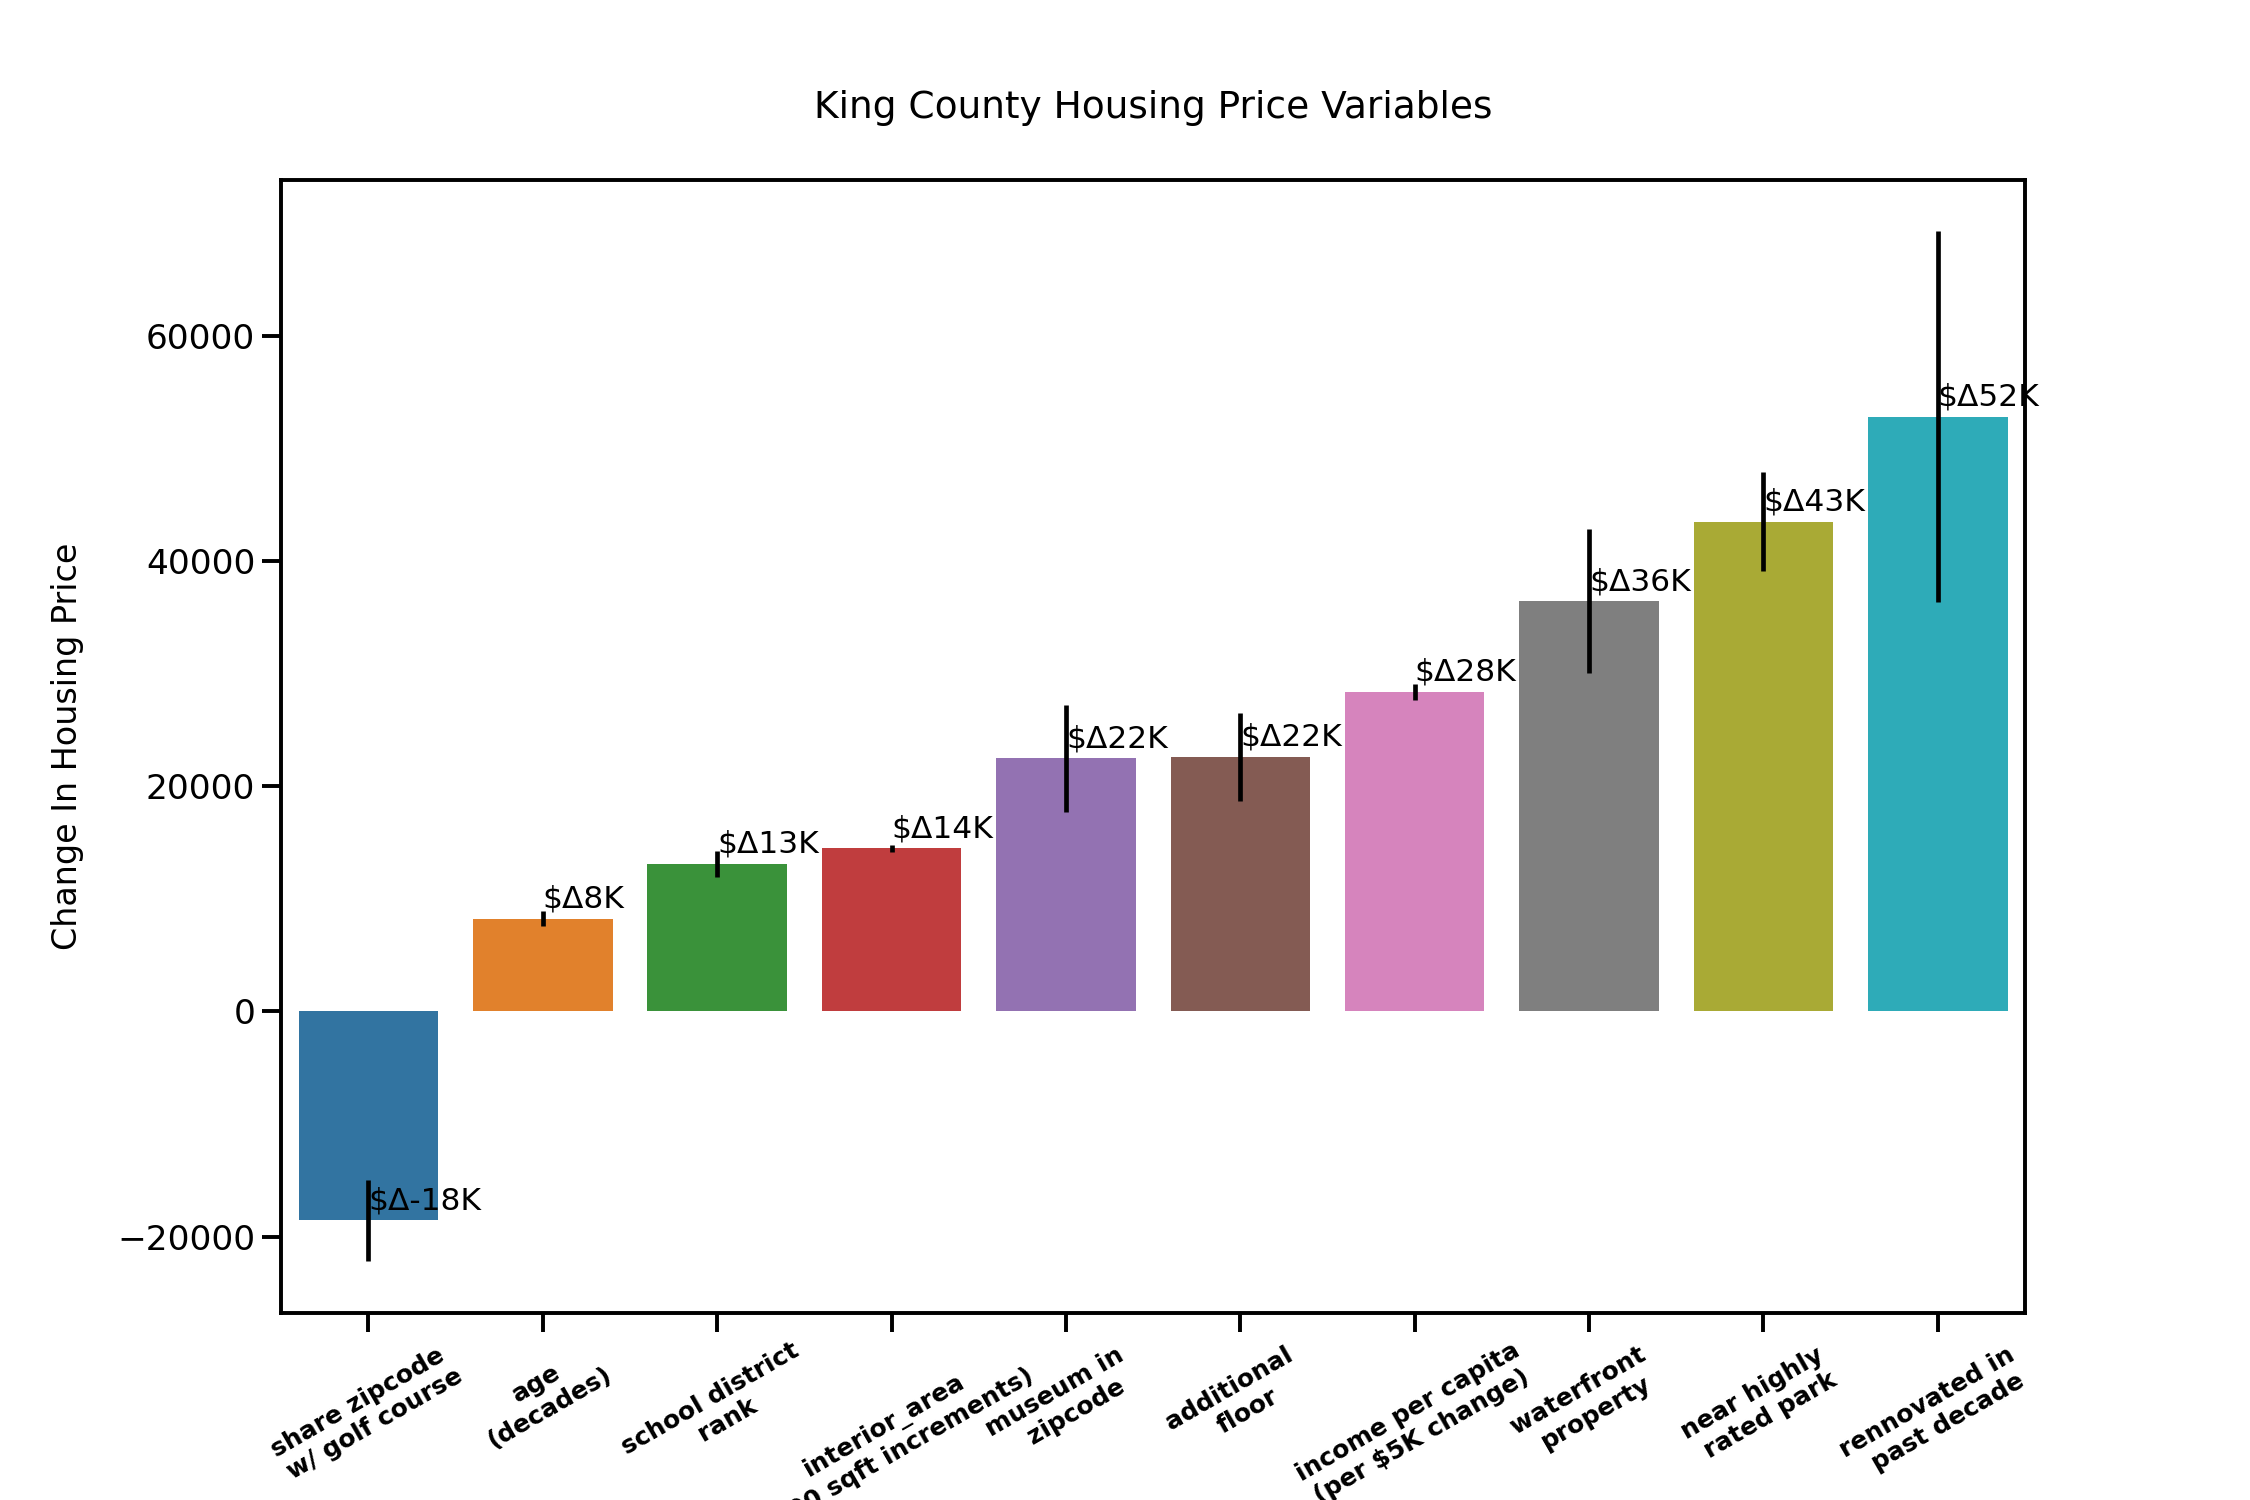 King County Housing Price Variables
Change In Housing Price
60000
40000
20000
0
−20000
$Δ-18K
$Δ8K
$Δ13K
$Δ14K
$Δ22K
$Δ22K
$Δ28K
$Δ36K
$Δ43K
$Δ52K
share zipcode
w/ golf course
age
(decades)
school district
rank
interior_area
sqft increments)
museum in
zipcode
additional
floor
income per capita
(per $5K change)
waterfront
property
near highly
rated park
rennovated in
past decade